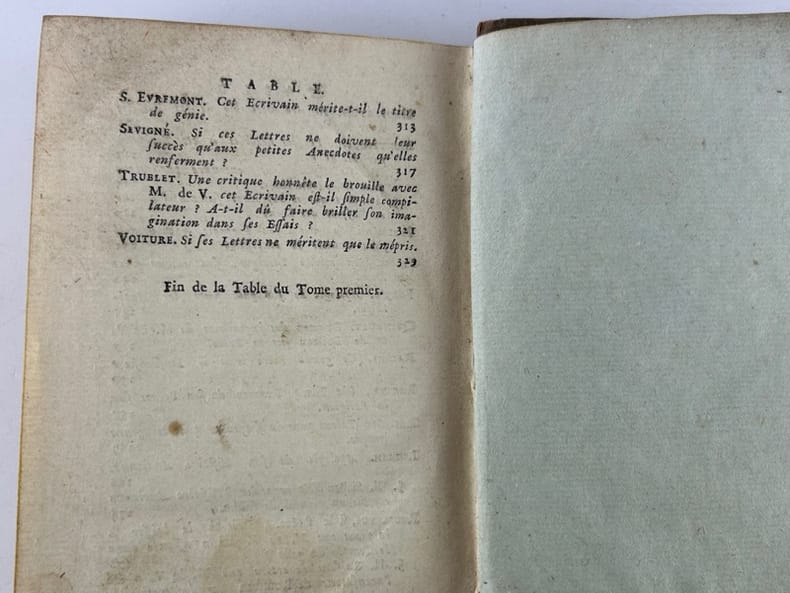 TABLE.
S. EVREMONT. Cet Ecrivain mérite-t-il le titre
de génie. 313
SEVIGNÉ. Si ces Lettres ne doivent leur
ſuccès qu'aux petites Anecdotes qu'elles
renferment ? 317
TRUBLET. Une critique honnête le brouille avec
M. de V. cet Ecrivain eſt-il ſimple compi-
lateur ? A-t-il dû faire briller ſon ima-
gination dans ſes Eſſais ? 321
VOITURE. Si ſes Lettres ne méritent que le mépris.
329
Fin de la Table du Tome premier.